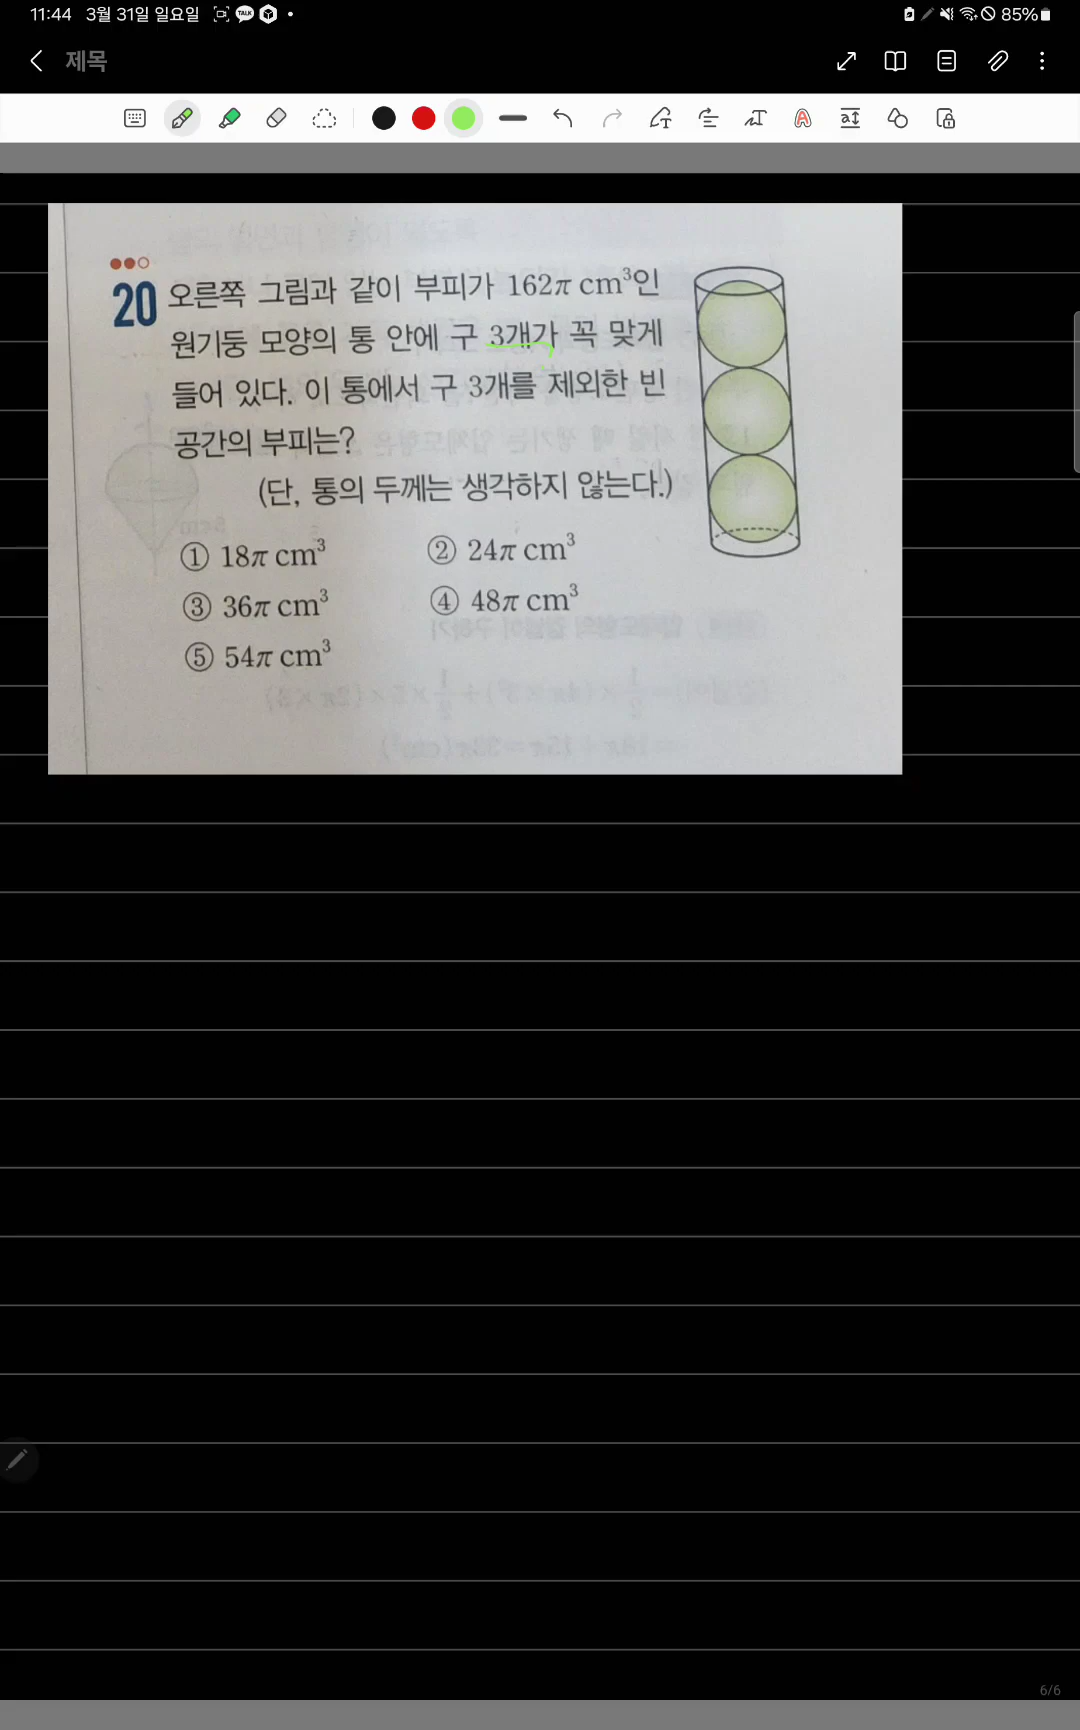 11:44 3월 31일 일요일 TALK 85%
제목
T T A a
20 오른쪽 그림과 같이 부피가 162π cm³인
원기둥 모양의 통 안에 구 3개가 꼭 맞게
들어 있다. 이 통에서 구 3개를 제외한 빈
공간의 부피는?
(단, 통의 두께는 생각하지 않는다.)
① 18π cm³ ② 24π cm³
③ 36π cm³ ④ 48π cm³
⑤ 54π cm³
6/6